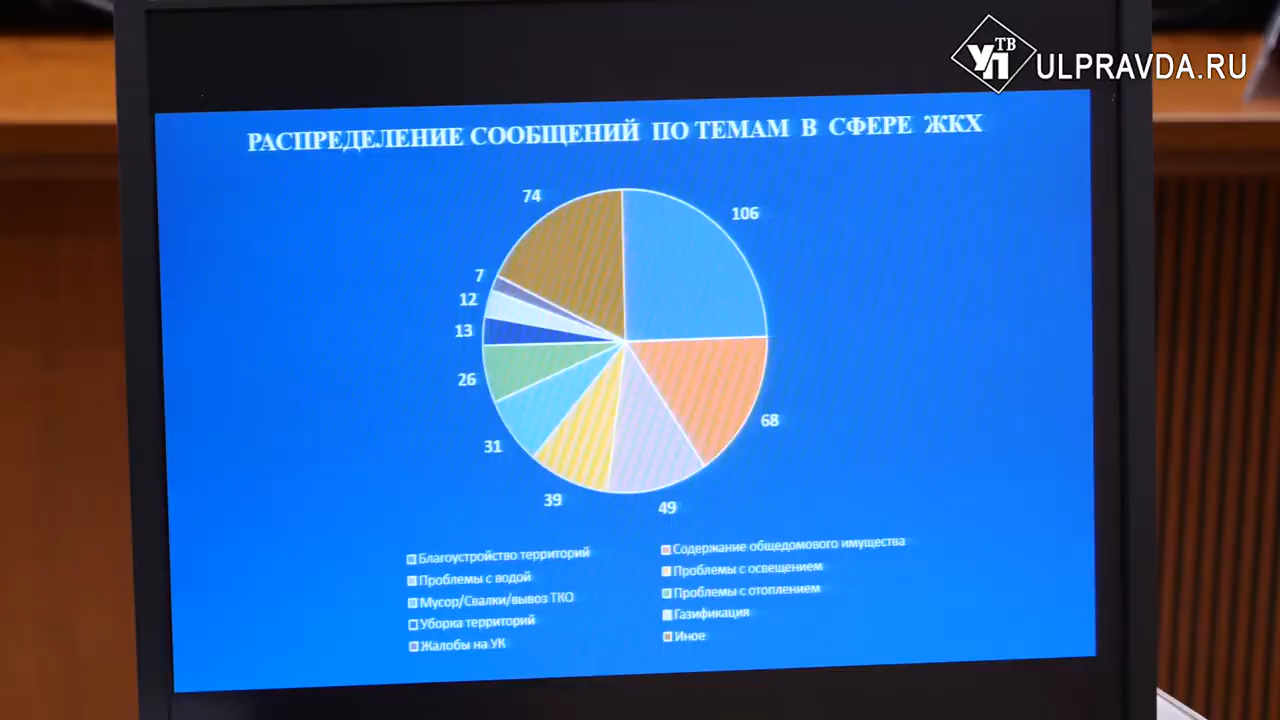 УП ТВ
ULPRAVDA.RU
РАСПРЕДЕЛЕНИЕ СООБЩЕНИЙ ПО ТЕМАМ В СФЕРЕ ЖКХ
74
106
7
12
13
26
68
31
39
49
Благоустройство территорий
Содержание общедомового имущества
Проблемы с водой
Проблемы с освещением
Мусор/Свалки/вывоз ТКО
Проблемы с отоплением
Уборка территорий
Газификация
Жалобы на УК
Иное